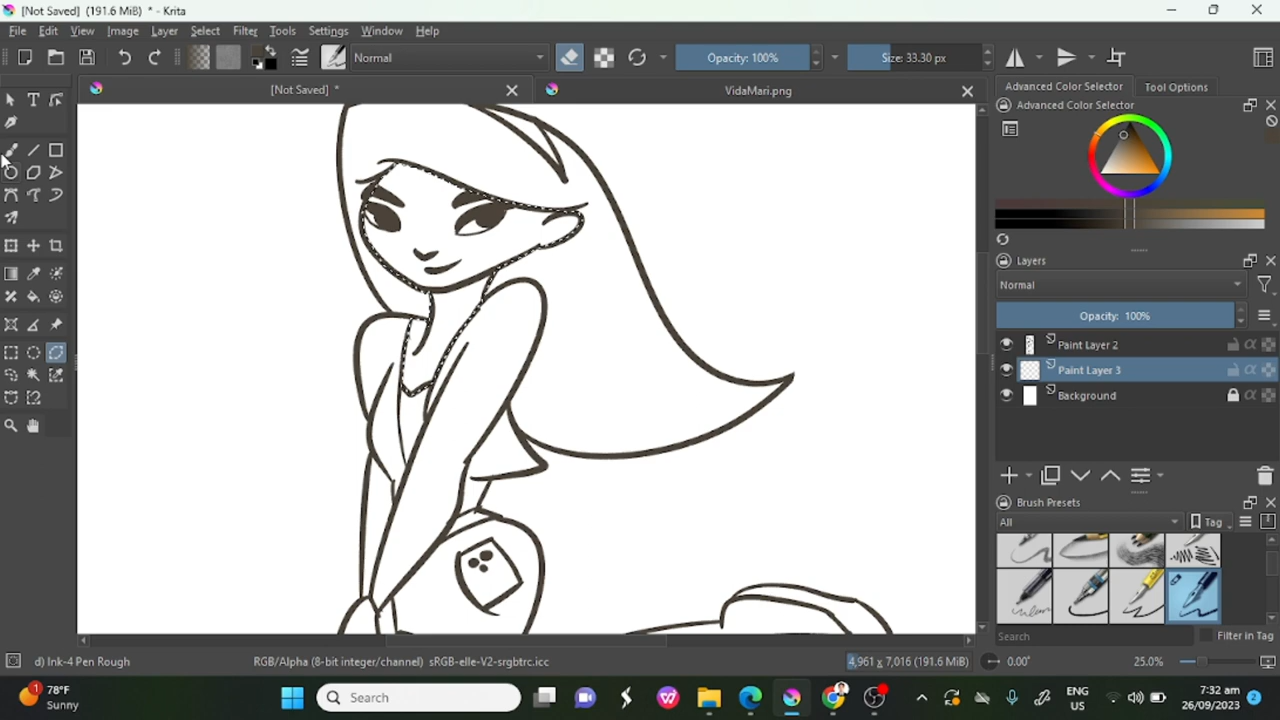 [Not Saved] (191.6 MiB) * - Krita
File Edit View Image Layer Select Filter Tools Settings Window Help
Normal Opacity: 100% Size: 33.30 px
[Not Saved] * VidaMari.png
Advanced Color Selector Tool Options
Advanced Color Selector
Layers
Normal
Opacity: 100%
Paint Layer 2
Paint Layer 3
Background
Brush Presets
All Tag
Search Filter in Tag
d) Ink-4 Pen Rough RGB/Alpha (8-bit integer/channel) sRGB-elle-V2-srgbtrc.icc 4,961 x 7,016 (191.6 MiB) 0.00° 25.0%
1 78°F
Sunny
Search
ENG
US
7:32 am
26/09/2023
2